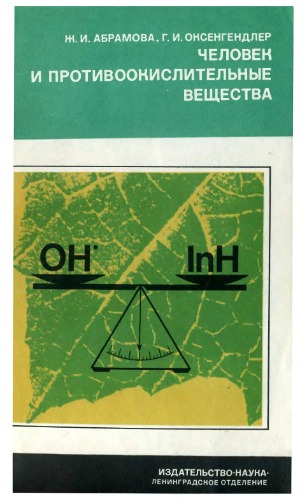 Ж. И. АБРАМОВА, Г. И. ОКСЕНГЕНДЛЕР
ЧЕЛОВЕК
И ПРОТИВООКИСЛИТЕЛЬНЫЕ
ВЕЩЕСТВА
OH· InH
ИЗДАТЕЛЬСТВО·НАУКА·
ЛЕНИНГРАДСКОЕ ОТДЕЛЕНИЕ